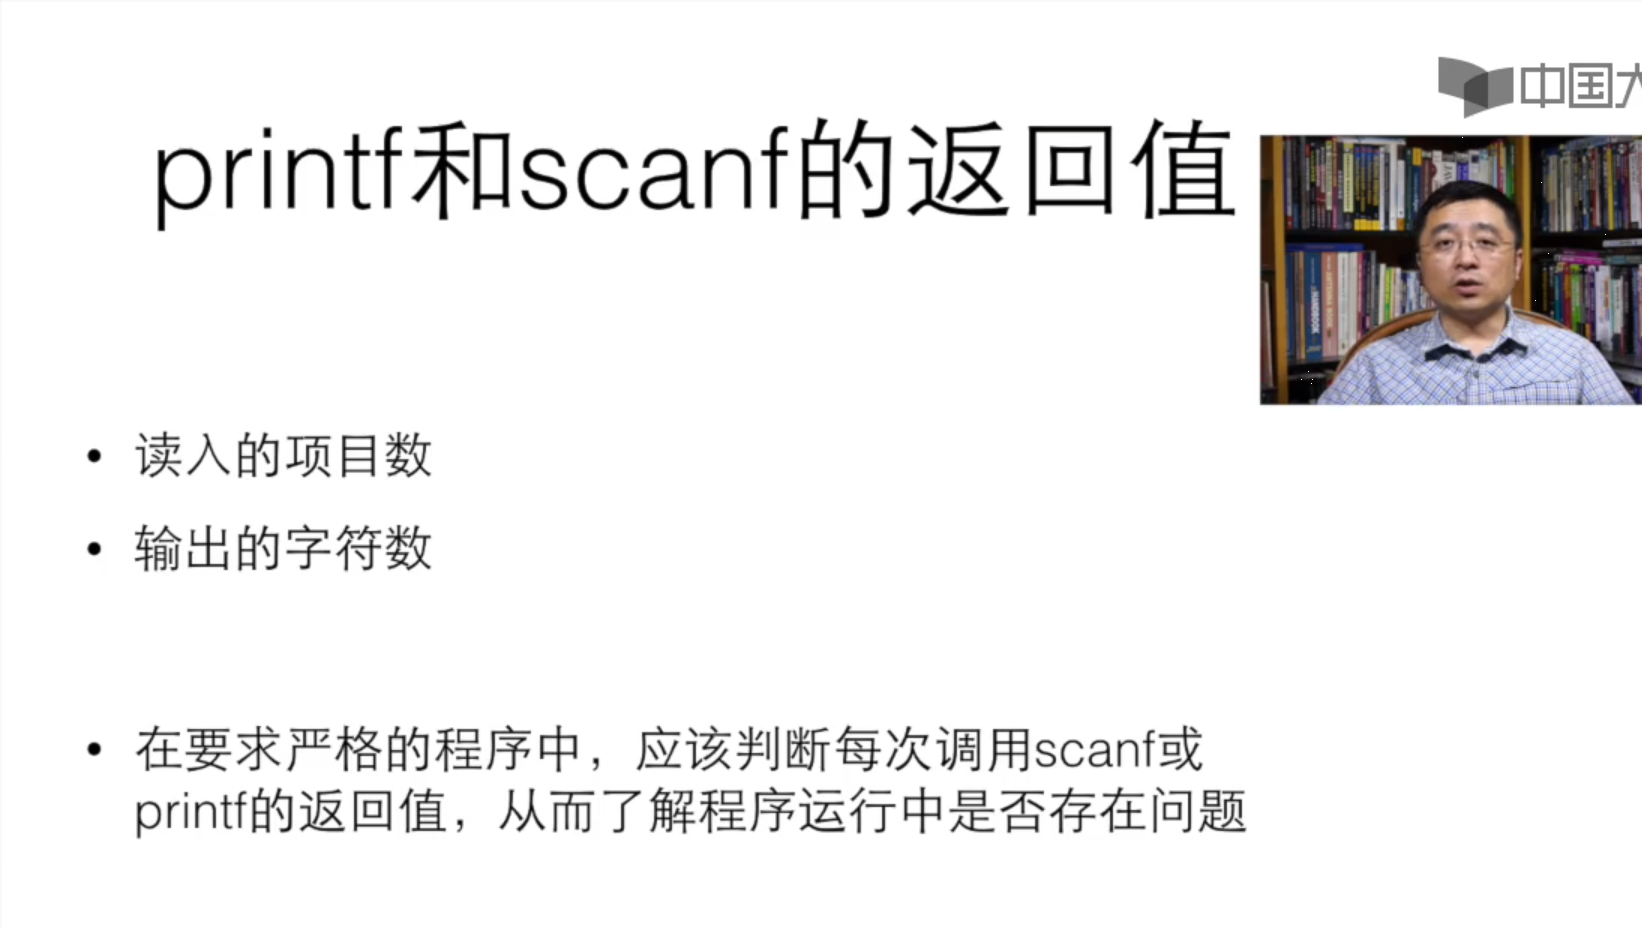 中国大
printf和scanf的返回值
HANDBOOK
• 读入的项目数
• 输出的字符数
• 在要求严格的程序中，应该判断每次调用scanf或
printf的返回值，从而了解程序运行中是否存在问题